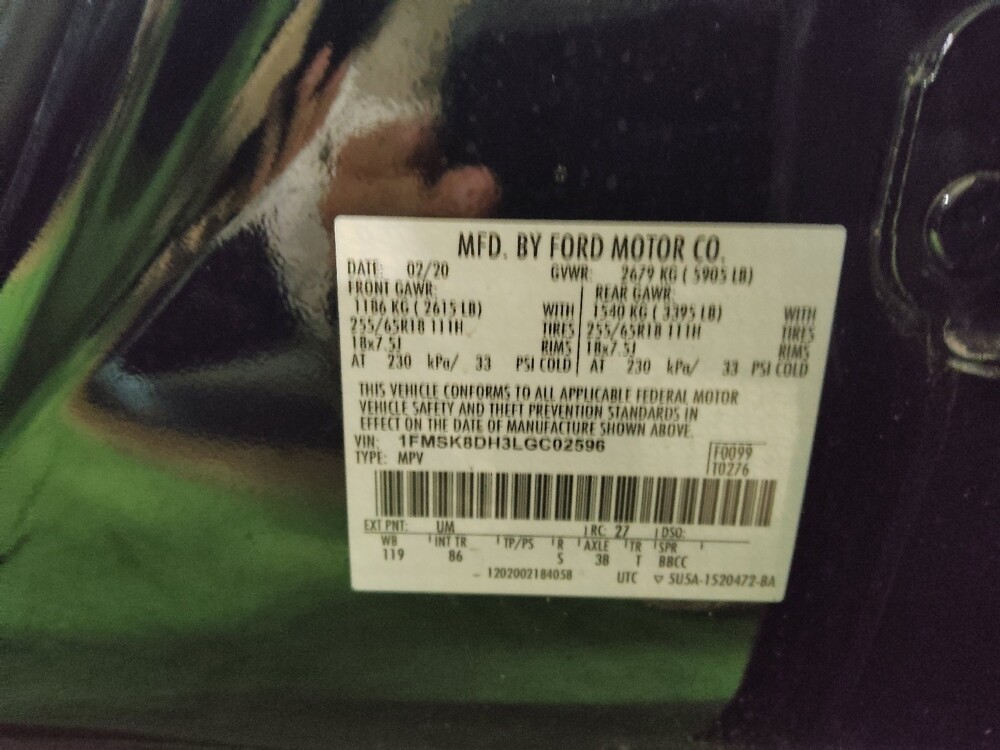 MFD. BY FORD MOTOR CO.
DATE: 02/20 GVWR: 2679 KG ( 5905 LB)
FRONT GAWR: REAR GAWR:
1186 KG ( 2615 LB) WITH 1540 KG ( 3395 LB) WITH
255/65R18 111H TIRES 255/65R18 111H TIRES
18x7.5J RIMS 18x7.5J RIMS
AT 230 kPa/ 33 PSI COLD AT 230 kPa/ 33 PSI COLD
THIS VEHICLE CONFORMS TO ALL APPLICABLE FEDERAL MOTOR
VEHICLE SAFETY AND THEFT PREVENTION STANDARDS IN
EFFECT ON THE DATE OF MANUFACTURE SHOWN ABOVE.
VIN: 1FMSK8DH3LGC02596
TYPE: MPV
F0099
T0276
EXT PNT: UM RC: 27 DSO:
WB INT TR TP/PS R AXLE TR SPR
119 86 S 3B T BBCC
1202002184058 UTC ▽ 5U5A-1520472-BA